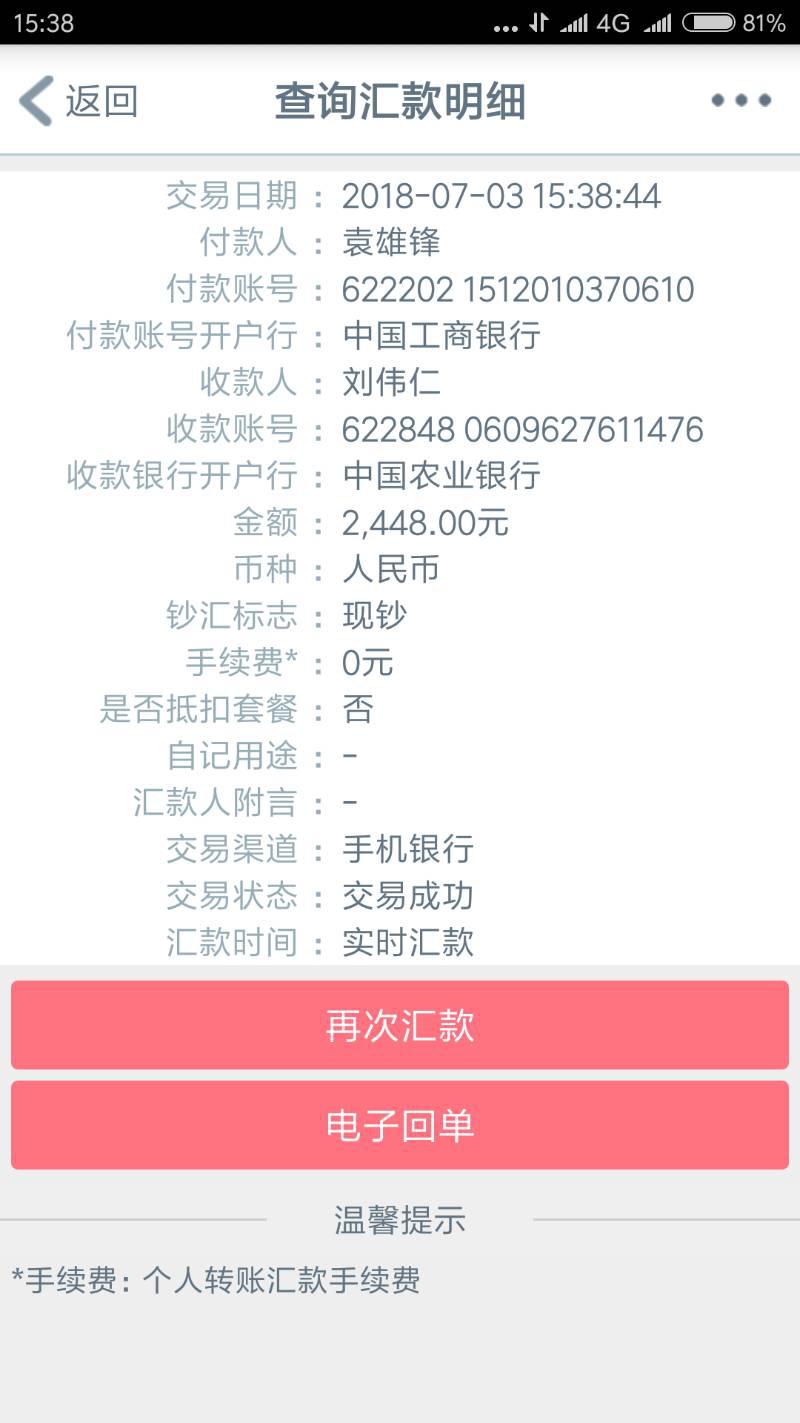 15:38 ... 4G 81%
返回 查询汇款明细
交易日期 : 2018-07-03 15:38:44
付款人 : 袁雄锋
付款账号 : 622202 1512010370610
付款账号开户行 : 中国工商银行
收款人 : 刘伟仁
收款账号 : 622848 0609627611476
收款银行开户行 : 中国农业银行
金额 : 2,448.00元
币种 : 人民币
钞汇标志 : 现钞
手续费* : 0元
是否抵扣套餐 : 否
自记用途 : -
汇款人附言 : -
交易渠道 : 手机银行
交易状态 : 交易成功
汇款时间 : 实时汇款
再次汇款
电子回单
温馨提示
*手续费: 个人转账汇款手续费